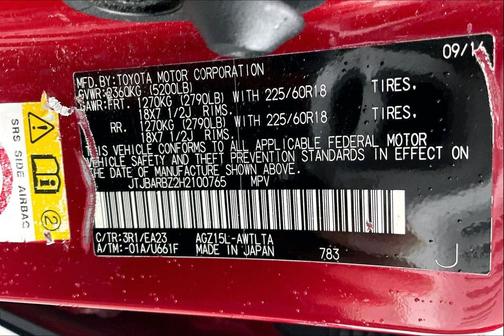 09/16
MFD.BY:TOYOTA MOTOR CORPORATION
GVWR:2360KG (5200LB)
GAWR:FRT. 1270KG (2790LB) WITH 225/60R18 TIRES,
18X7 1/2J RIMS.
RR. 1270KG (2790LB) WITH 225/60R18 TIRES,
18X7 1/2J RIMS.
THIS VEHICLE CONFORMS TO ALL APPLICABLE FEDERAL MOTOR
VEHICLE SAFETY AND THEFT PREVENTION STANDARDS IN EFFECT ON
THE DATE OF MANUFACTURE SHOWN ABOVE.
JTJBARBZ2H2100765 MPV
C/TR:3R1/EA23 AGZ15L-AWTLTA
A/TM:-01A/U661F MADE IN JAPAN 783 J
SRS SIDE AIRBAG
2